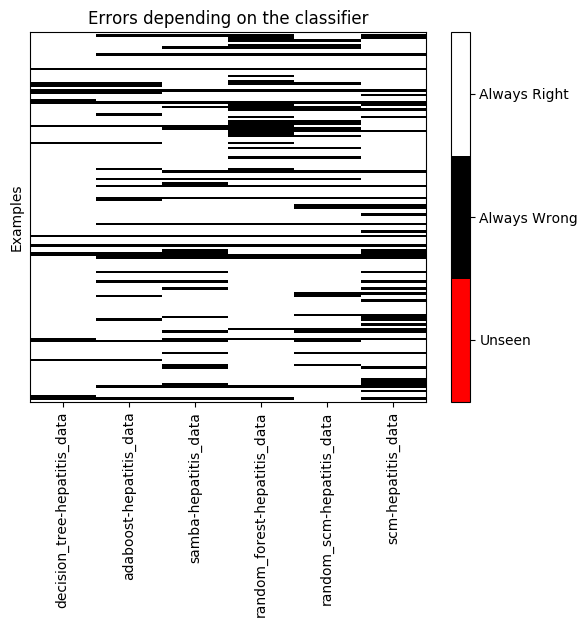 Errors depending on the classifier
Examples
Always Right
Always Wrong
Unseen
decision_tree-hepatitis_data
adaboost-hepatitis_data
samba-hepatitis_data
random_forest-hepatitis_data
random_scm-hepatitis_data
scm-hepatitis_data